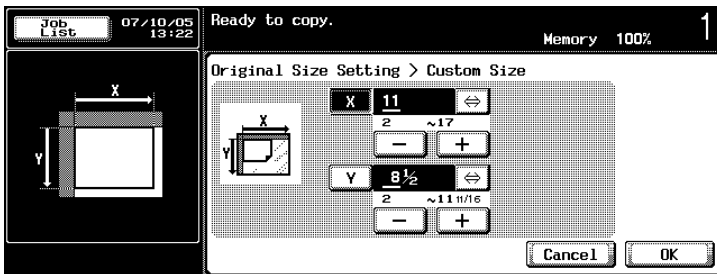 Job List
07/10/05
13:22
Ready to copy.
Memory 100%
1
Original Size Setting > Custom Size
X
Y
X
Y
X 11 ⇔
2 ~17
− +
Y 8½ ⇔
2 ~11 11/16
− +
Cancel OK